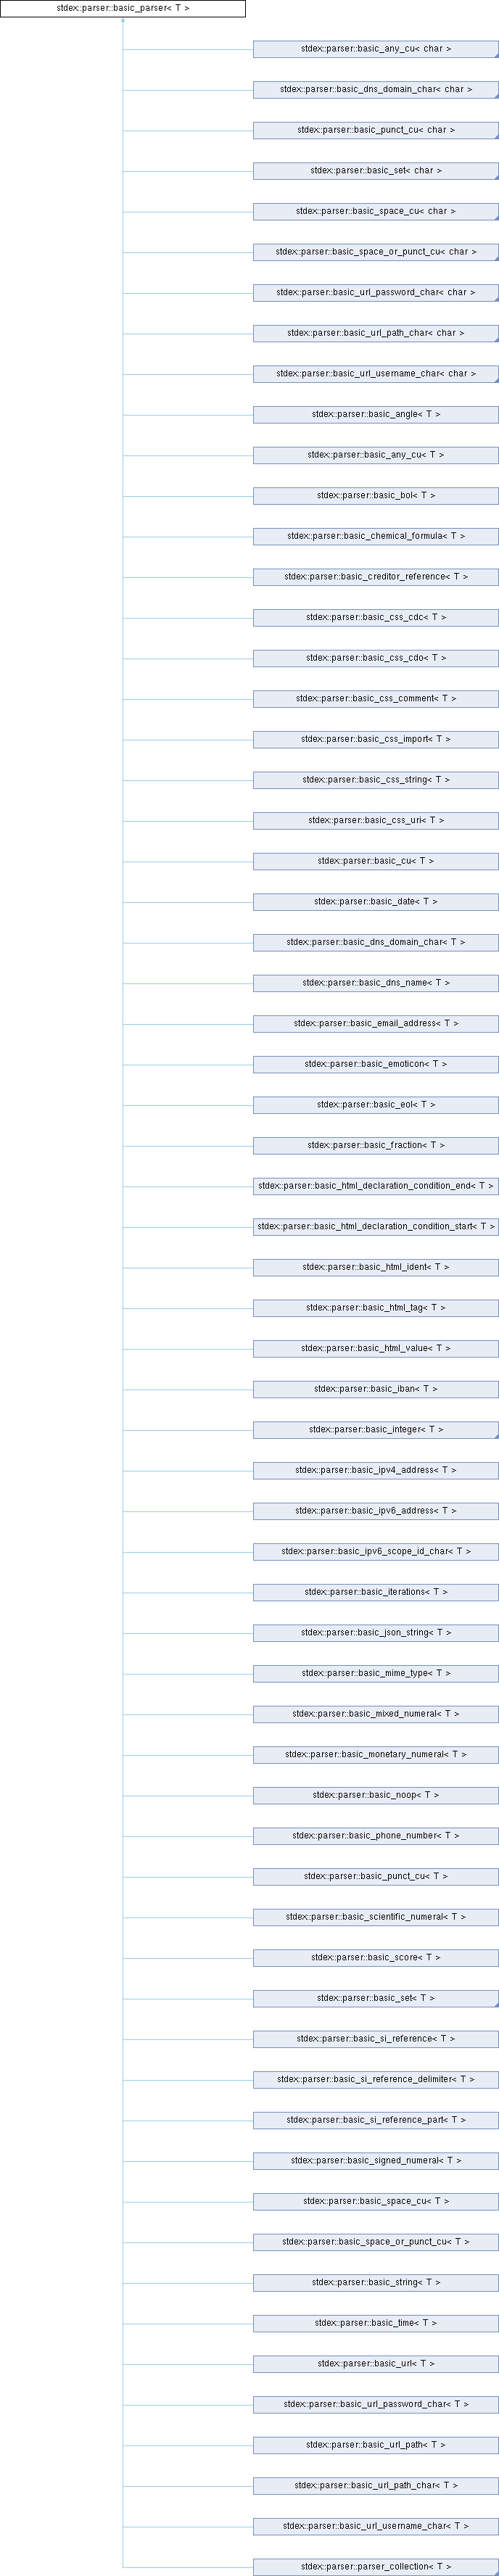 stdex::parser::basic_parser< T >
stdex::parser::basic_any_cu< char >
stdex::parser::basic_dns_domain_char< char >
stdex::parser::basic_punct_cu< char >
stdex::parser::basic_set< char >
stdex::parser::basic_space_cu< char >
stdex::parser::basic_space_or_punct_cu< char >
stdex::parser::basic_url_password_char< char >
stdex::parser::basic_url_path_char< char >
stdex::parser::basic_url_username_char< char >
stdex::parser::basic_angle< T >
stdex::parser::basic_any_cu< T >
stdex::parser::basic_bol< T >
stdex::parser::basic_chemical_formula< T >
stdex::parser::basic_creditor_reference< T >
stdex::parser::basic_css_cdc< T >
stdex::parser::basic_css_cdo< T >
stdex::parser::basic_css_comment< T >
stdex::parser::basic_css_import< T >
stdex::parser::basic_css_string< T >
stdex::parser::basic_css_uri< T >
stdex::parser::basic_cu< T >
stdex::parser::basic_date< T >
stdex::parser::basic_dns_domain_char< T >
stdex::parser::basic_dns_name< T >
stdex::parser::basic_email_address< T >
stdex::parser::basic_emoticon< T >
stdex::parser::basic_eol< T >
stdex::parser::basic_fraction< T >
stdex::parser::basic_html_declaration_condition_end< T >
stdex::parser::basic_html_declaration_condition_start< T >
stdex::parser::basic_html_ident< T >
stdex::parser::basic_html_tag< T >
stdex::parser::basic_html_value< T >
stdex::parser::basic_iban< T >
stdex::parser::basic_integer< T >
stdex::parser::basic_ipv4_address< T >
stdex::parser::basic_ipv6_address< T >
stdex::parser::basic_ipv6_scope_id_char< T >
stdex::parser::basic_iterations< T >
stdex::parser::basic_json_string< T >
stdex::parser::basic_mime_type< T >
stdex::parser::basic_mixed_numeral< T >
stdex::parser::basic_monetary_numeral< T >
stdex::parser::basic_noop< T >
stdex::parser::basic_phone_number< T >
stdex::parser::basic_punct_cu< T >
stdex::parser::basic_scientific_numeral< T >
stdex::parser::basic_score< T >
stdex::parser::basic_set< T >
stdex::parser::basic_si_reference< T >
stdex::parser::basic_si_reference_delimiter< T >
stdex::parser::basic_si_reference_part< T >
stdex::parser::basic_signed_numeral< T >
stdex::parser::basic_space_cu< T >
stdex::parser::basic_space_or_punct_cu< T >
stdex::parser::basic_string< T >
stdex::parser::basic_time< T >
stdex::parser::basic_url< T >
stdex::parser::basic_url_password_char< T >
stdex::parser::basic_url_path< T >
stdex::parser::basic_url_path_char< T >
stdex::parser::basic_url_username_char< T >
stdex::parser::parser_collection< T >